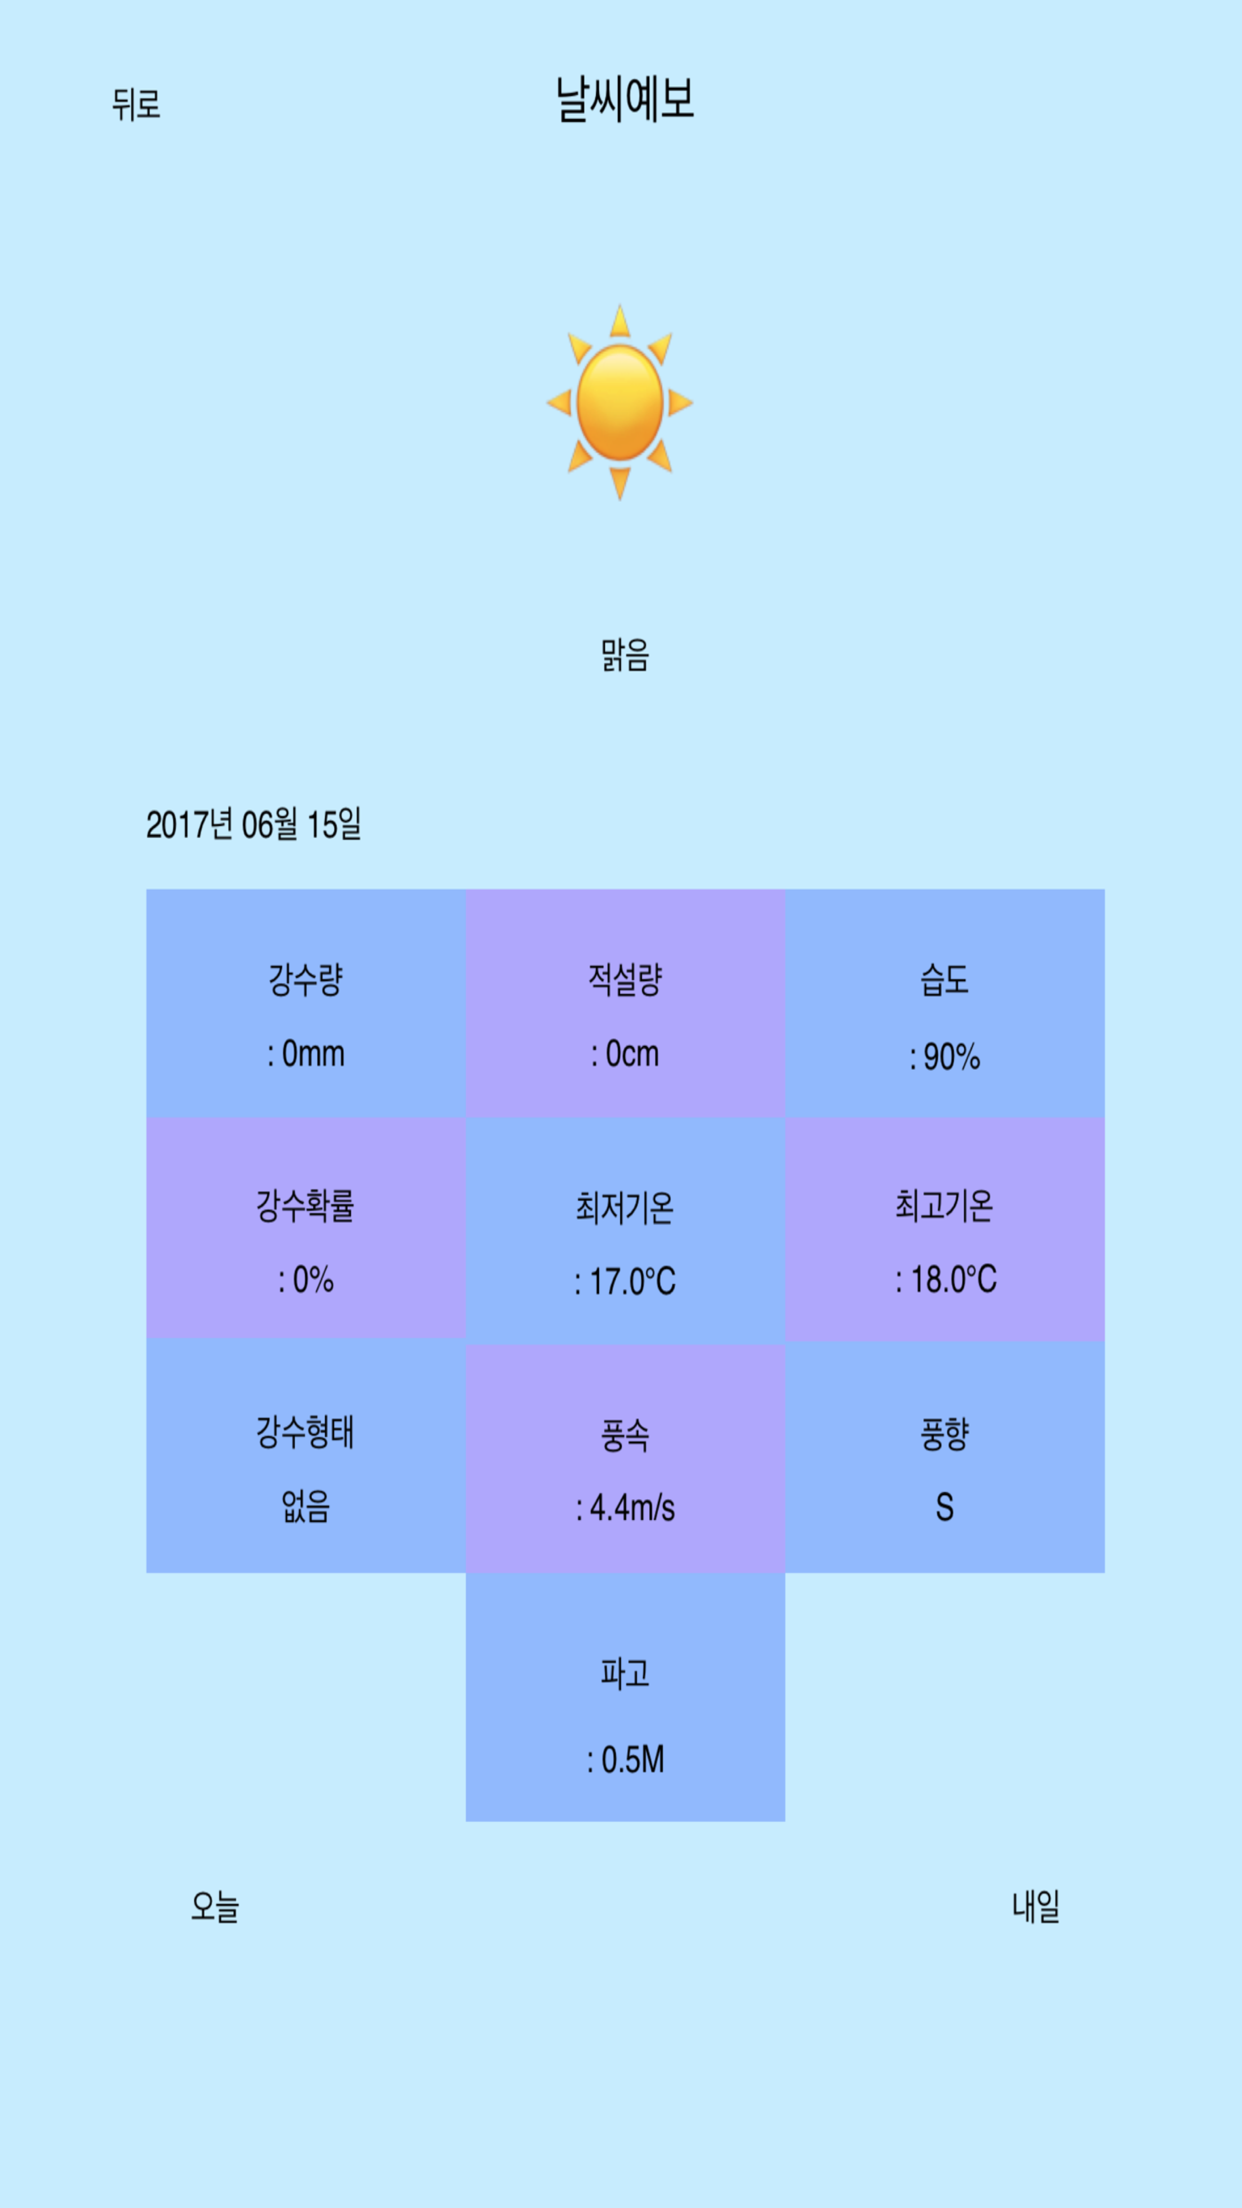 뒤로
날씨예보
맑음
2017년 06월 15일
강수량
: 0mm
적설량
: 0cm
습도
: 90%
강수확률
: 0%
최저기온
: 17.0°C
최고기온
: 18.0°C
강수형태
없음
풍속
: 4.4m/s
풍향
S
파고
: 0.5M
오늘
내일